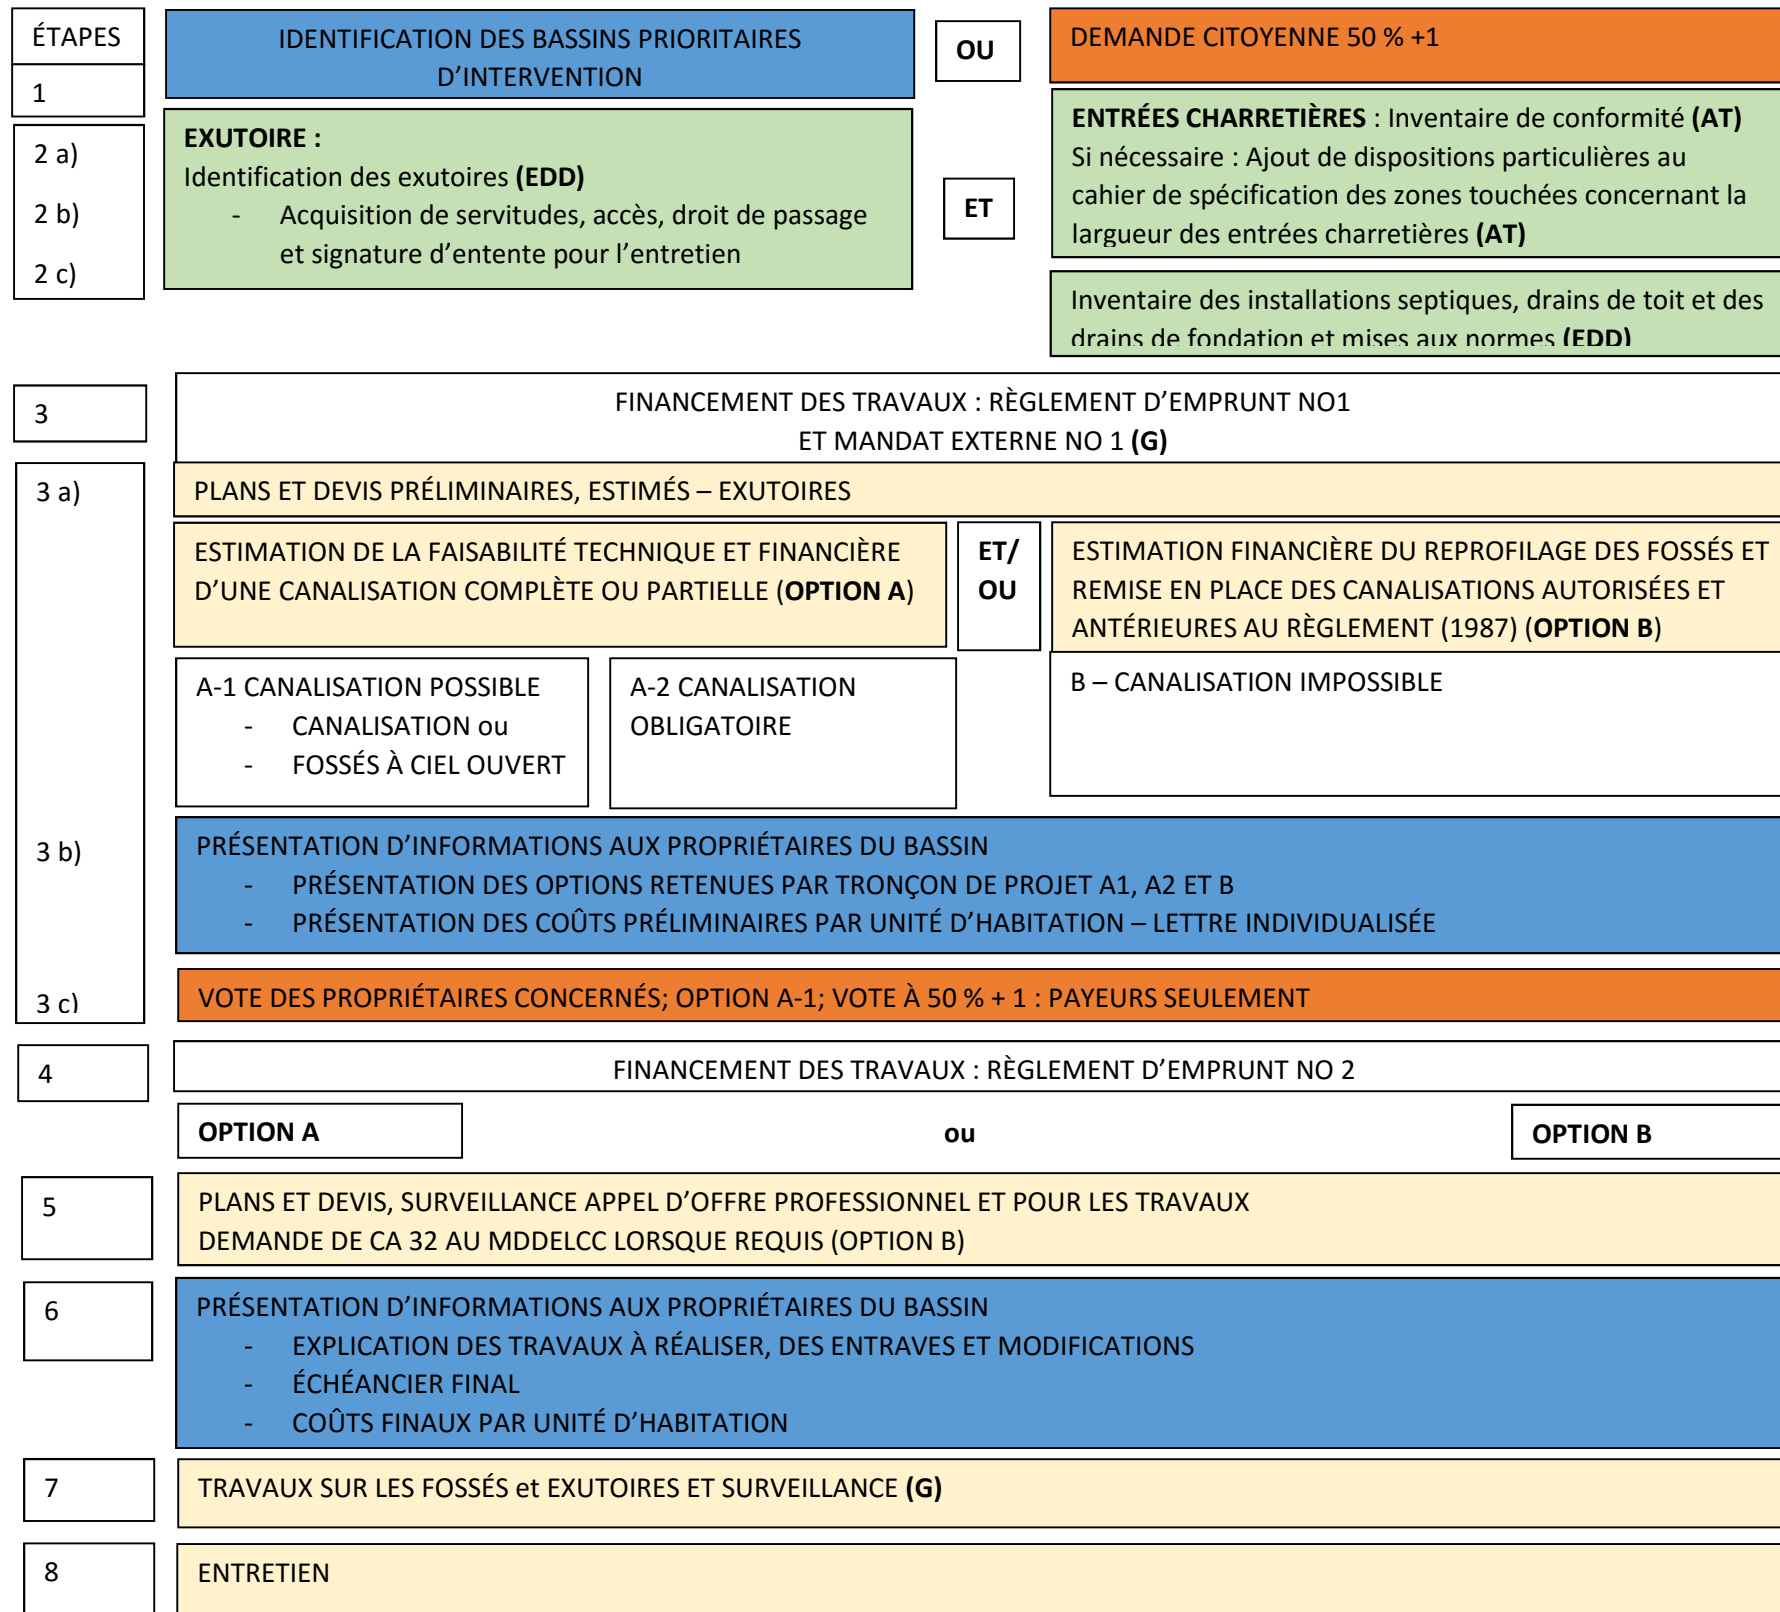 ÉTAPES
1
IDENTIFICATION DES BASSINS PRIORITAIRES
D’INTERVENTION
OU
DEMANDE CITOYENNE 50 % +1
2 a)
2 b)
2 c)
EXUTOIRE :
Identification des exutoires (EDD)
- Acquisition de servitudes, accès, droit de passage
et signature d’entente pour l’entretien
ET
ENTRÉES CHARRETIÈRES : Inventaire de conformité (AT)
Si nécessaire : Ajout de dispositions particulières au
cahier de spécification des zones touchées concernant la
largueur des entrées charretières (AT)
Inventaire des installations septiques, drains de toit et des
drains de fondation et mises aux normes (EDD)
3
FINANCEMENT DES TRAVAUX : RÈGLEMENT D’EMPRUNT NO1
ET MANDAT EXTERNE NO 1 (G)
3 a)
PLANS ET DEVIS PRÉLIMINAIRES, ESTIMÉS – EXUTOIRES
ESTIMATION DE LA FAISABILITÉ TECHNIQUE ET FINANCIÈRE
D’UNE CANALISATION COMPLÈTE OU PARTIELLE (OPTION A)
ET/
OU
ESTIMATION FINANCIÈRE DU REPROFILAGE DES FOSSÉS ET
REMISE EN PLACE DES CANALISATIONS AUTORISÉES ET
ANTÉRIEURES AU RÈGLEMENT (1987) (OPTION B)
A-1 CANALISATION POSSIBLE
- CANALISATION ou
- FOSSÉS À CIEL OUVERT
A-2 CANALISATION
OBLIGATOIRE
B – CANALISATION IMPOSSIBLE
3 b)
PRÉSENTATION D’INFORMATIONS AUX PROPRIÉTAIRES DU BASSIN
- PRÉSENTATION DES OPTIONS RETENUES PAR TRONÇON DE PROJET A1, A2 ET B
- PRÉSENTATION DES COÛTS PRÉLIMINAIRES PAR UNITÉ D’HABITATION – LETTRE INDIVIDUALISÉE
3 c)
VOTE DES PROPRIÉTAIRES CONCERNÉS; OPTION A-1; VOTE À 50 % + 1 : PAYEURS SEULEMENT
4
FINANCEMENT DES TRAVAUX : RÈGLEMENT D’EMPRUNT NO 2
OPTION A
ou
OPTION B
5
PLANS ET DEVIS, SURVEILLANCE APPEL D’OFFRE PROFESSIONNEL ET POUR LES TRAVAUX
DEMANDE DE CA 32 AU MDDELCC LORSQUE REQUIS (OPTION B)
6
PRÉSENTATION D’INFORMATIONS AUX PROPRIÉTAIRES DU BASSIN
- EXPLICATION DES TRAVAUX À RÉALISER, DES ENTRAVES ET MODIFICATIONS
- ÉCHÉANCIER FINAL
- COÛTS FINAUX PAR UNITÉ D’HABITATION
7
TRAVAUX SUR LES FOSSÉS et EXUTOIRES ET SURVEILLANCE (G)
8
ENTRETIEN